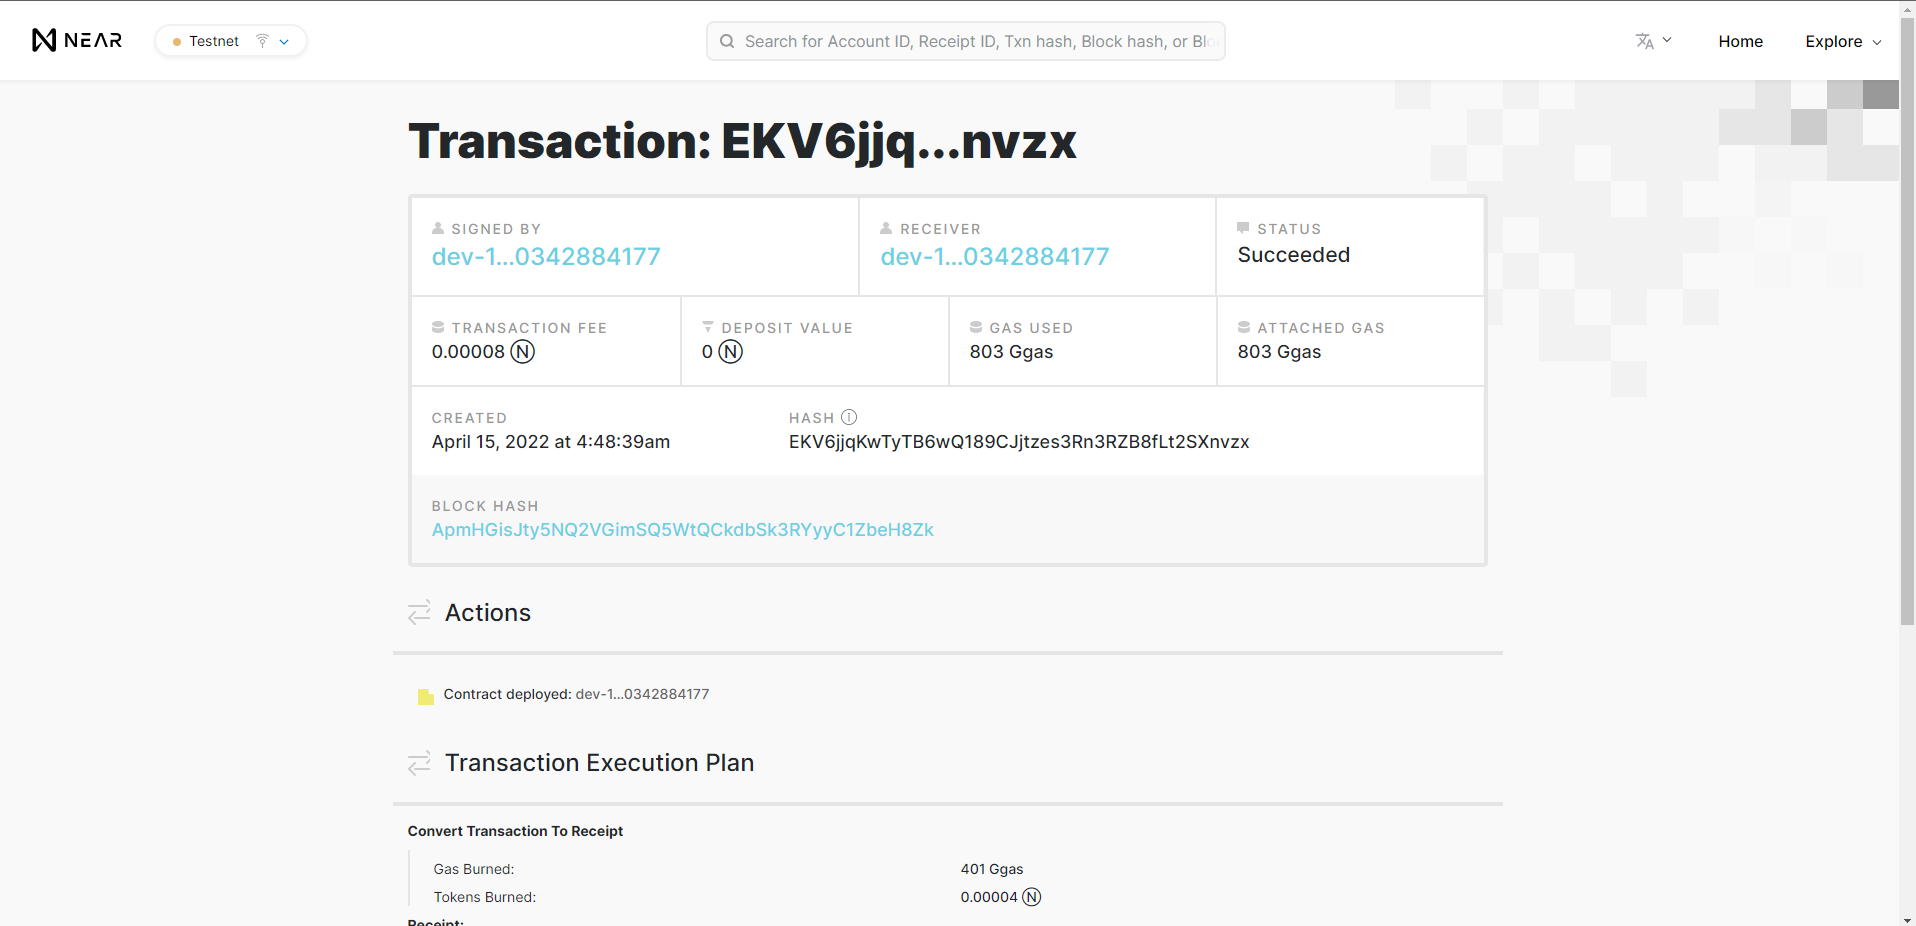 NEAR
Testnet
Search for Account ID, Receipt ID, Txn hash, Block hash, or Blo
Home
Explore
Transaction: EKV6jjq...nvzx
SIGNED BY
dev-1...0342884177
RECEIVER
dev-1...0342884177
STATUS
Succeeded
TRANSACTION FEE
0.00008 Ⓝ
DEPOSIT VALUE
0 Ⓝ
GAS USED
803 Ggas
ATTACHED GAS
803 Ggas
CREATED
April 15, 2022 at 4:48:39am
HASH
EKV6jjqKwTyTB6wQ189CJjtzes3Rn3RZB8fLt2SXnvzx
BLOCK HASH
ApmHGisJty5NQ2VGimSQ5WtQCkdbSk3RYyyC1ZbeH8Zk
Actions
Contract deployed: dev-1...0342884177
Transaction Execution Plan
Convert Transaction To Receipt
Gas Burned: 401 Ggas
Tokens Burned: 0.00004 Ⓝ
Receipt: